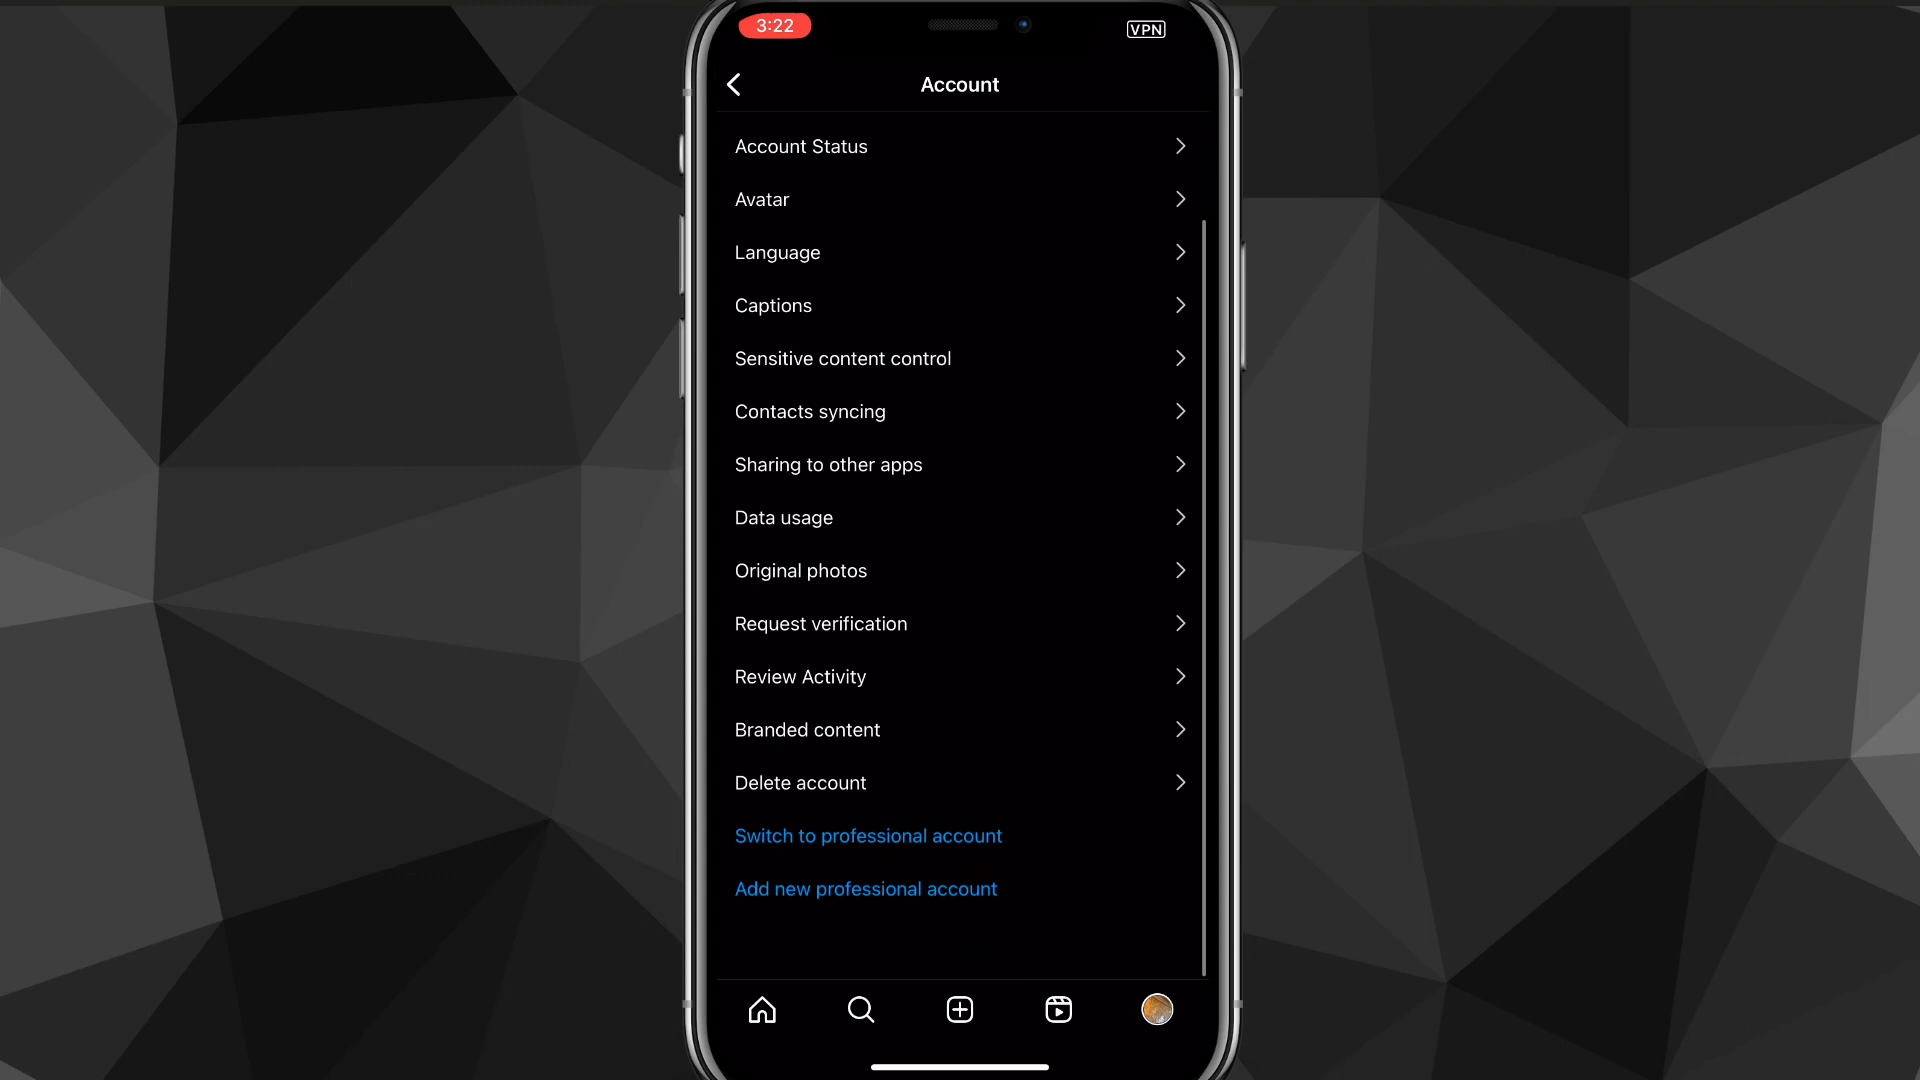 3:22
VPN
Account
Account Status
Avatar
Language
Captions
Sensitive content control
Contacts syncing
Sharing to other apps
Data usage
Original photos
Request verification
Review Activity
Branded content
Delete account
Switch to professional account
Add new professional account